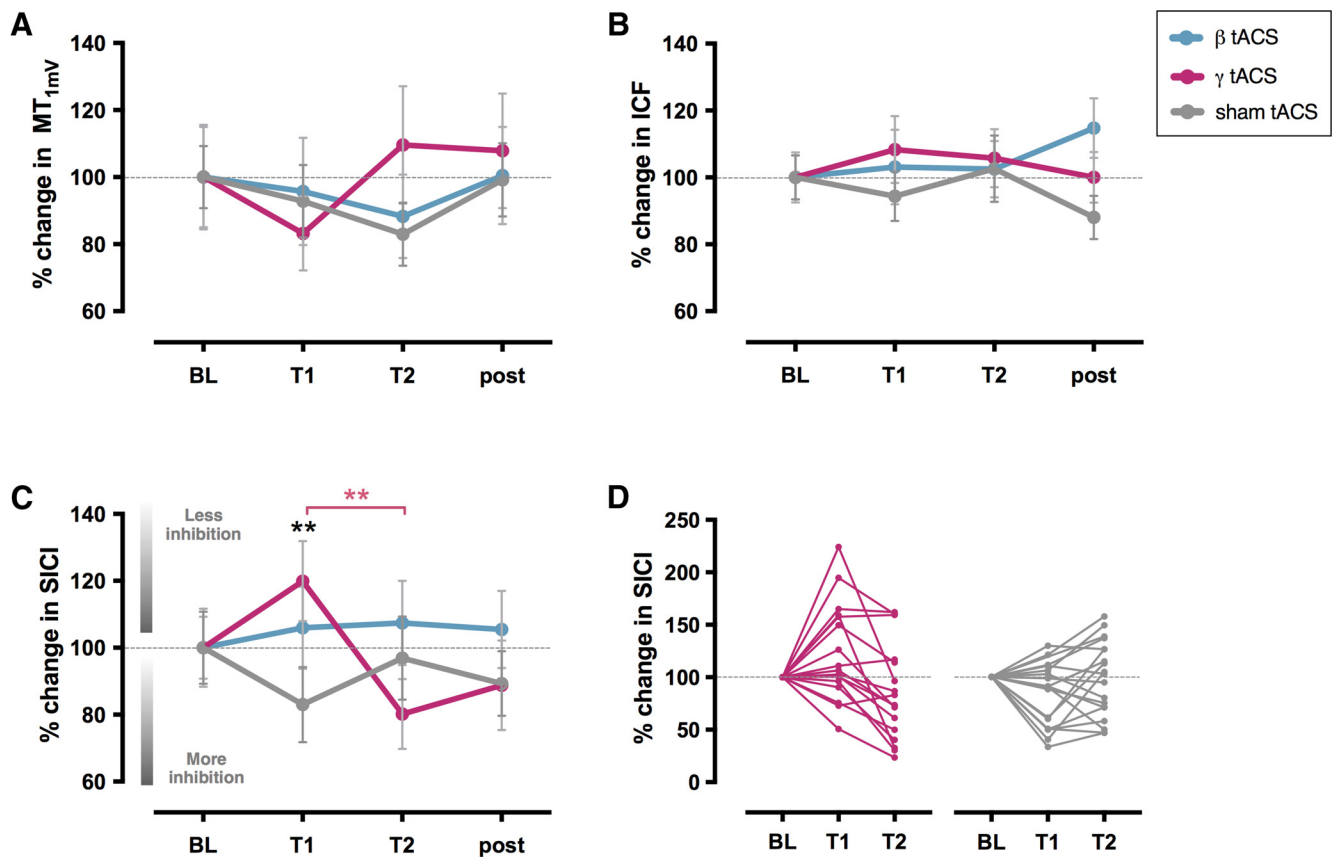 A
140
120
100
80
60
% change in MT1mV
BL T1 T2 post
B
140
120
100
80
60
% change in ICF
BL T1 T2 post
β tACS
γ tACS
sham tACS
C
140
120
100
80
60
% change in SICI
Less
inhibition
More
inhibition
**
**
BL T1 T2 post
D
250
200
150
100
50
0
% change in SICI
BL T1 T2 BL T1 T2